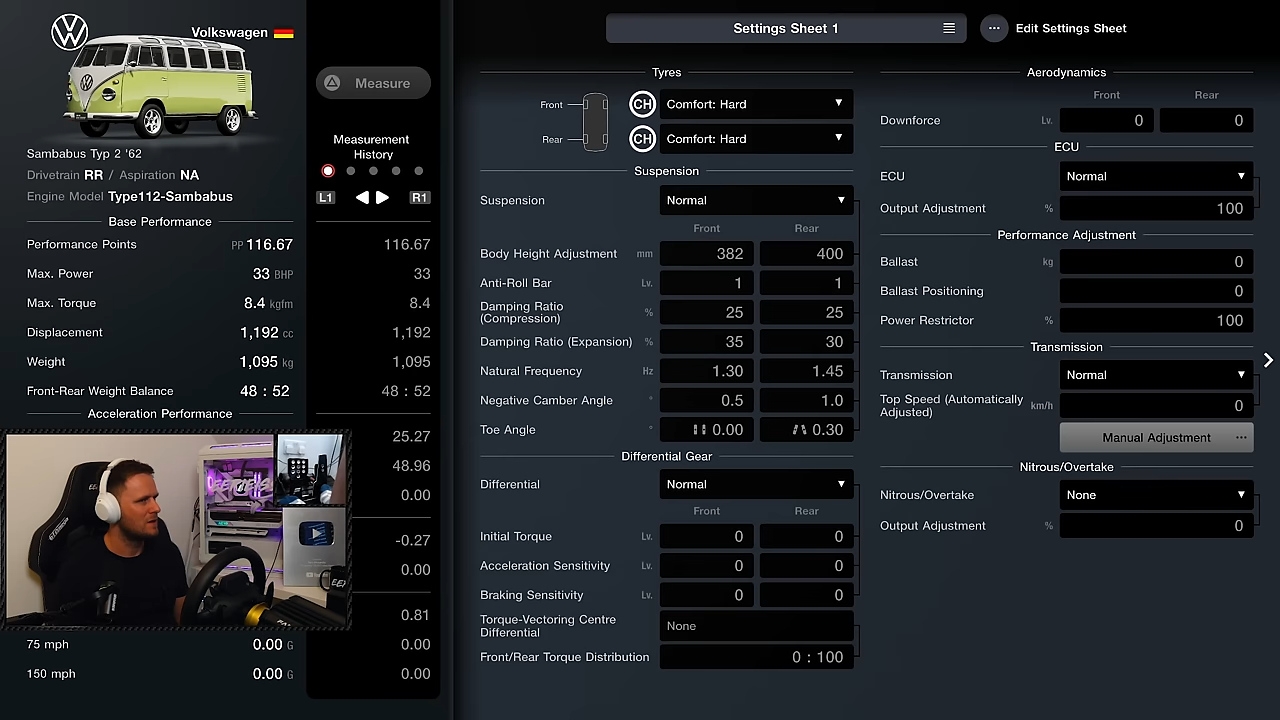 Volkswagen
Sambabus Typ 2 '62
Drivetrain RR / Aspiration NA
Engine Model Type112-Sambabus
Base Performance
Performance Points PP 116.67
Max. Power 33 BHP
Max. Torque 8.4 kgfm
Displacement 1,192 cc
Weight 1,095 kg
Front-Rear Weight Balance 48 : 52
Acceleration Performance
75 mph 0.00 G
150 mph 0.00 G
Measure
Measurement
History
L1 R1
116.67
33
8.4
1,192
1,095
48 : 52
25.27
48.96
0.00
-0.27
0.00
0.81
0.00
0.00
Settings Sheet 1
Edit Settings Sheet
Tyres
Front CH Comfort: Hard
Rear CH Comfort: Hard
Suspension
Suspension Normal
Front Rear
Body Height Adjustment mm 382 400
Anti-Roll Bar Lv. 1 1
Damping Ratio
(Compression) % 25 25
Damping Ratio (Expansion) % 35 30
Natural Frequency Hz 1.30 1.45
Negative Camber Angle ° 0.5 1.0
Toe Angle ° 0.00 0.30
Differential Gear
Differential Normal
Front Rear
Initial Torque Lv. 0 0
Acceleration Sensitivity Lv. 0 0
Braking Sensitivity Lv. 0 0
Torque-Vectoring Centre
Differential None
Front/Rear Torque Distribution 0 : 100
Aerodynamics
Front Rear
Downforce Lv. 0 0
ECU
ECU Normal
Output Adjustment % 100
Performance Adjustment
Ballast kg 0
Ballast Positioning 0
Power Restrictor % 100
Transmission
Transmission Normal
Top Speed (Automatically
Adjusted) km/h 0
Manual Adjustment
Nitrous/Overtake
Nitrous/Overtake None
Output Adjustment % 0